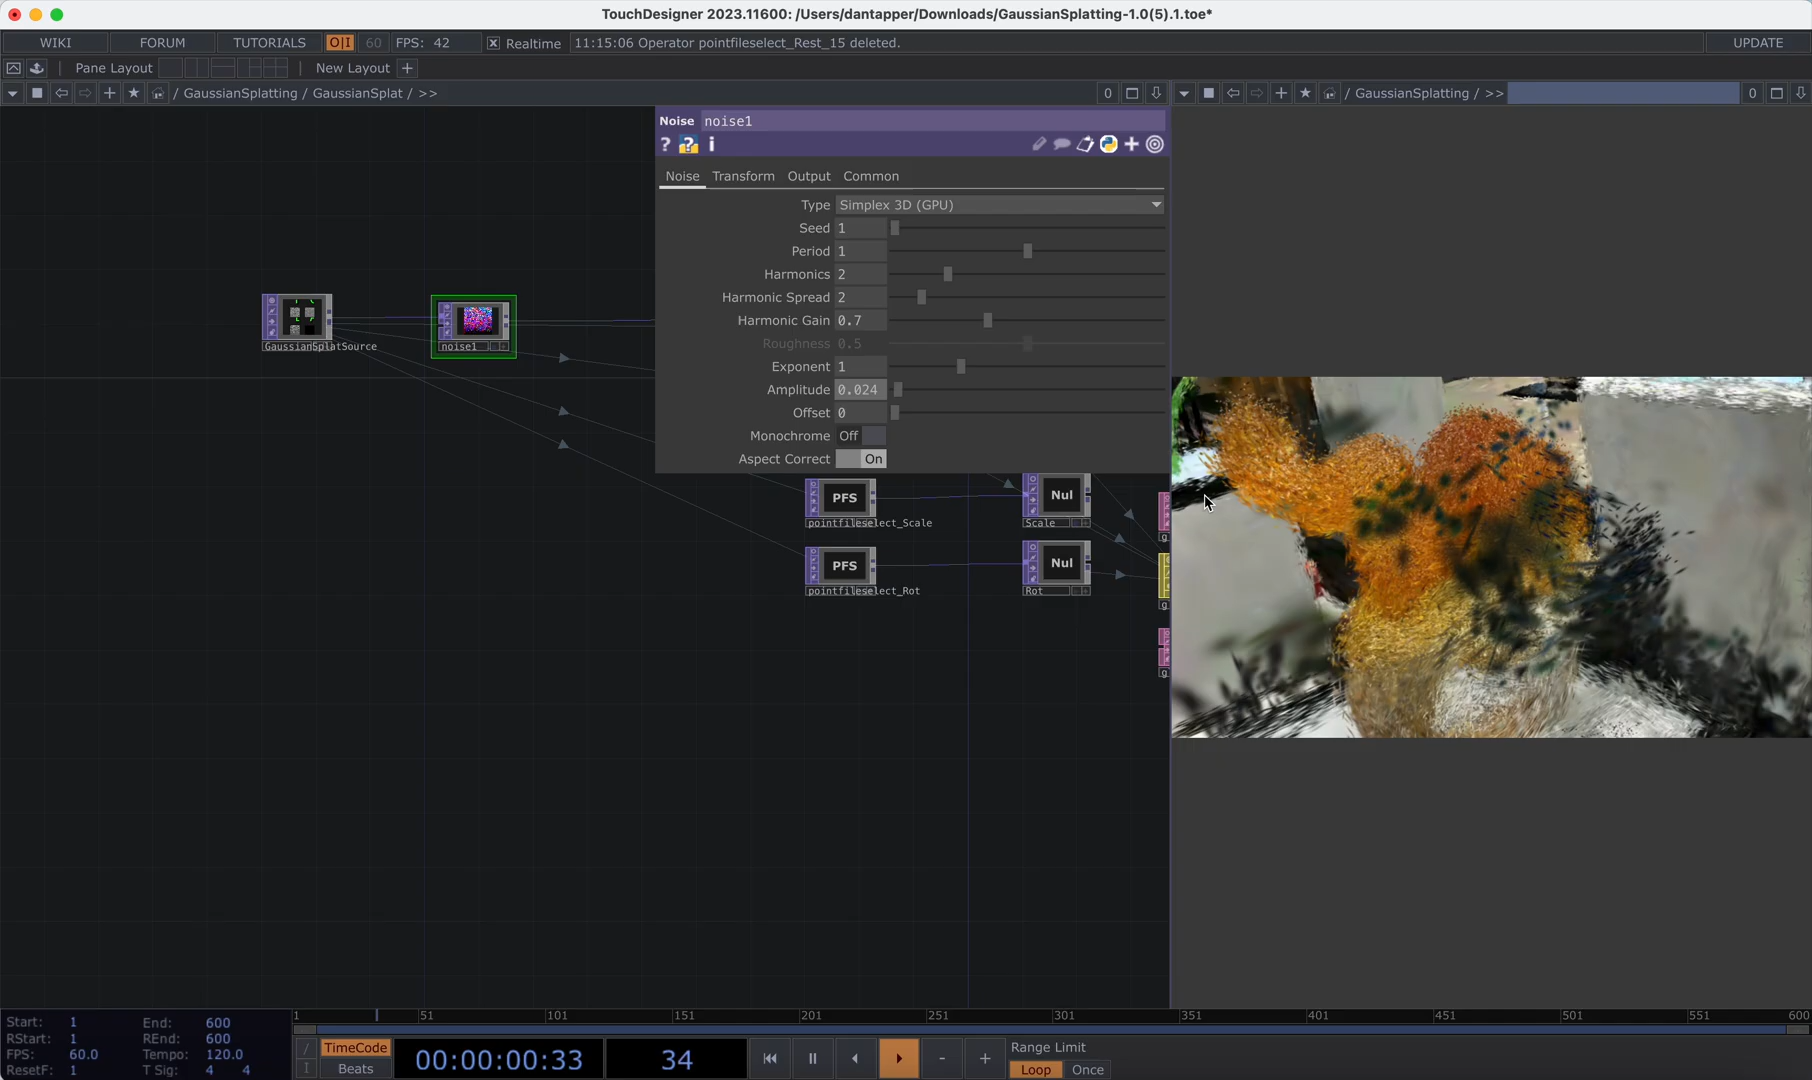 TouchDesigner 2023.11600: /Users/dantapper/Downloads/GaussianSplatting-1.0(5).1.toe*
WIKI FORUM TUTORIALS O|I 60 FPS: 42 Realtime 11:15:06 Operator pointfileselect_Rest_15 deleted. UPDATE
Pane Layout New Layout +
/ GaussianSplatting / GaussianSplat / >> 0
/ GaussianSplatting / >> 0
Noise noise1
? ? i
Noise Transform Output Common
Type Simplex 3D (GPU)
Seed 1
Period 1
Harmonics 2
Harmonic Spread 2
Harmonic Gain 0.7
Roughness 0.5
Exponent 1
Amplitude 0.024
Offset 0
Monochrome Off
Aspect Correct On
GaussianSplatSource
noise1
PFS
pointfileselect_Scale
Nul
Scale
PFS
pointfileselect_Rot
Nul
Rot
g
g
g
1 51 101 151 201 251 301 351 401 451 501 551 600
Start: 1 End: 600
RStart: 1 REnd: 600
FPS: 60.0 Tempo: 120.0
ResetF: 1 T Sig: 4 4
/ TimeCode
I Beats
00:00:00:33 34
- +
Range Limit
Loop Once